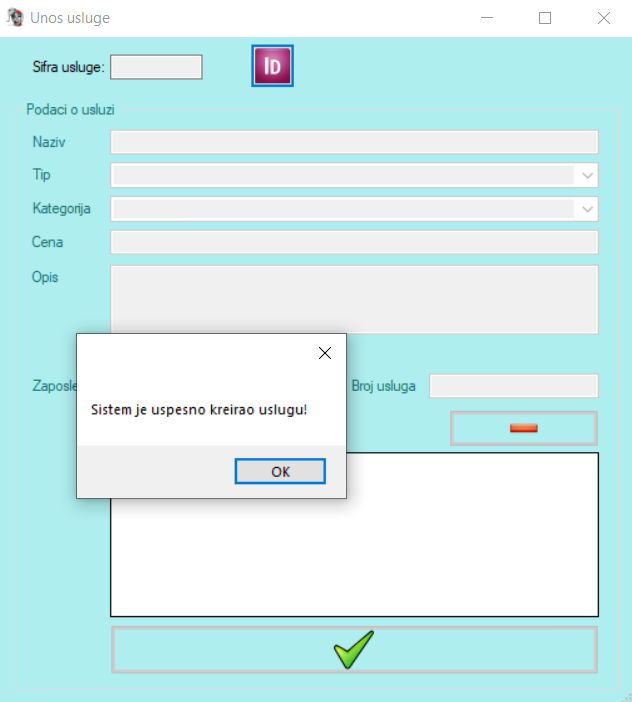 Unos usluge
Sifra usluge:
ID
Podaci o usluzi
Naziv
Tip
Kategorija
Cena
Opis
Broj usluga
Sistem je uspesno kreirao uslugu!
OK